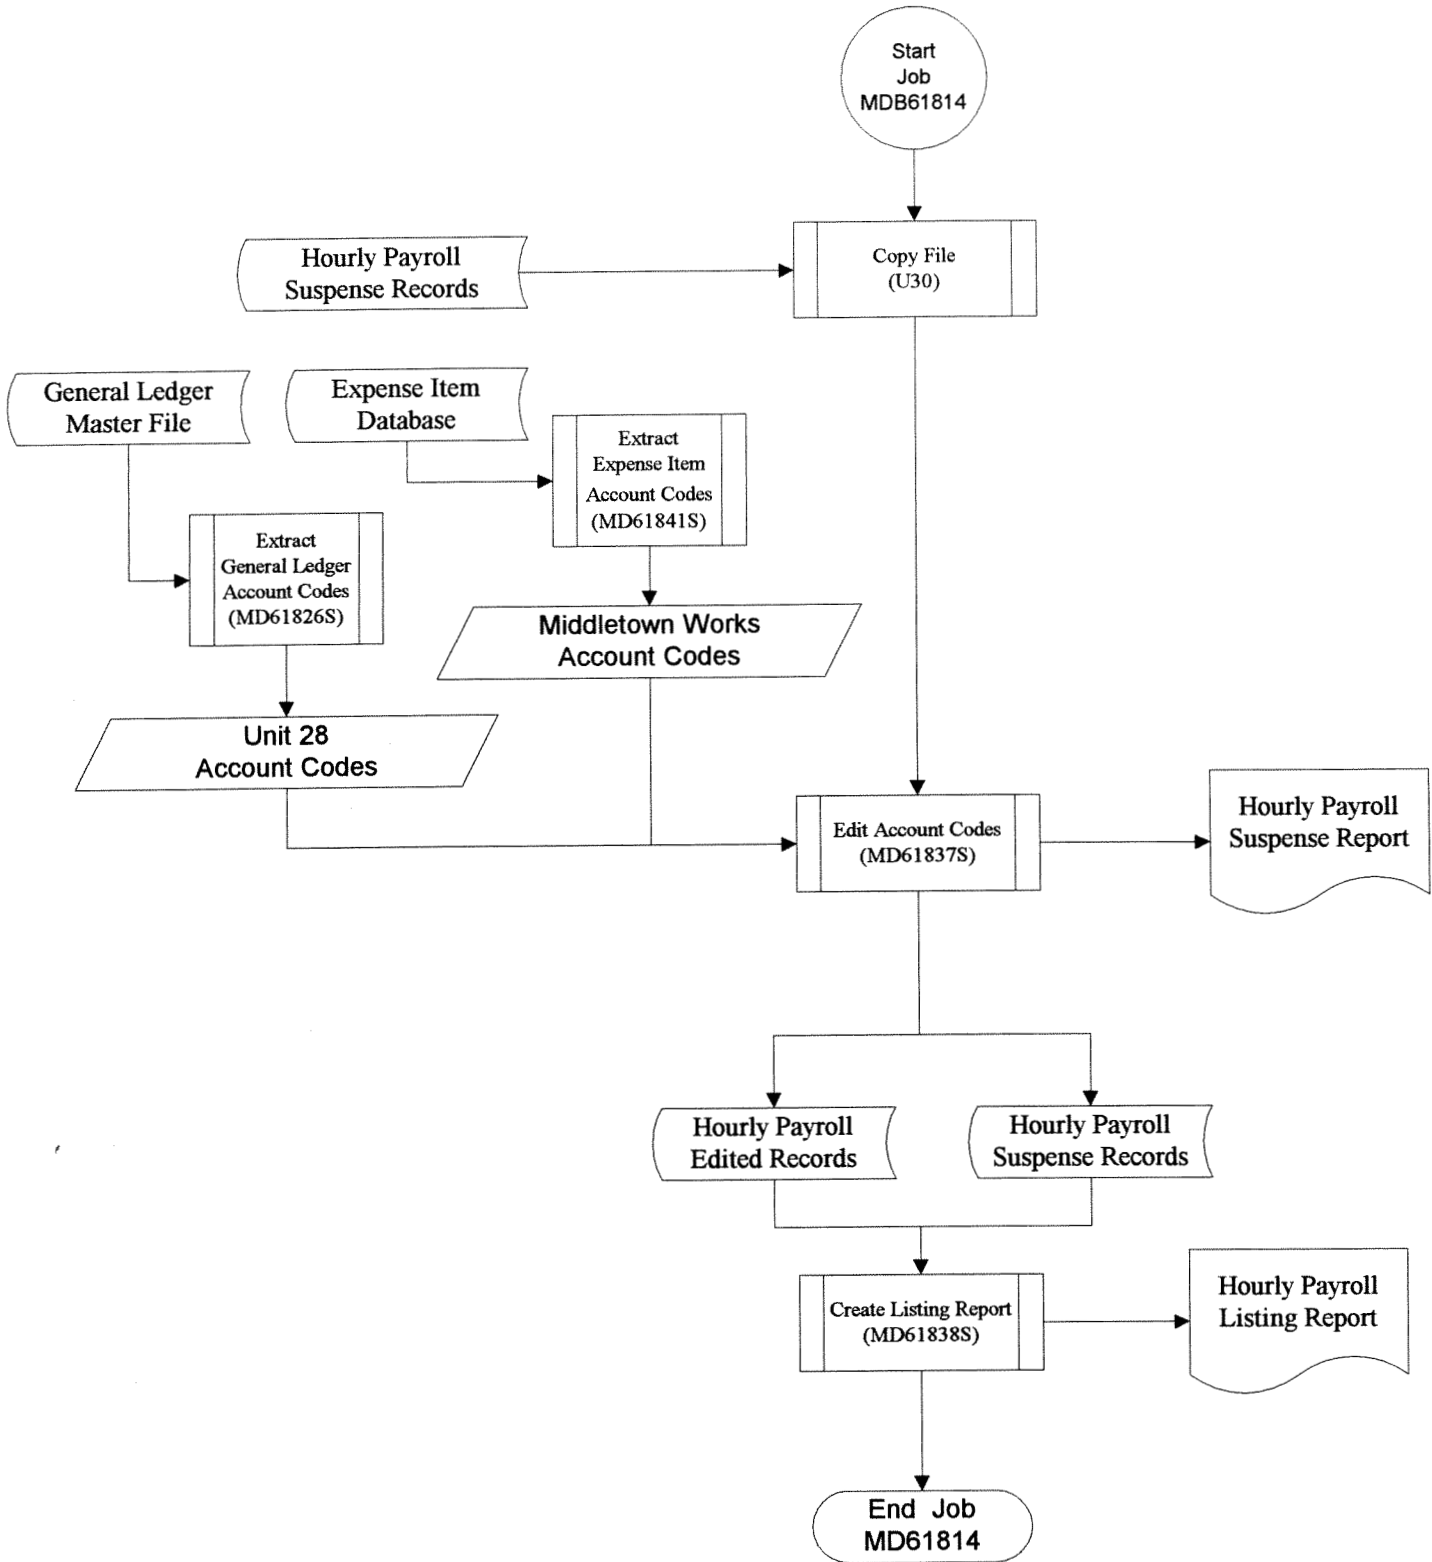 Start
Job
MDB61814
Copy File
(U30)
Hourly Payroll
Suspense Records
General Ledger
Master File
Expense Item
Database
Extract
Expense Item
Account Codes
(MD61841S)
Extract
General Ledger
Account Codes
(MD61826S)
Middletown Works
Account Codes
Unit 28
Account Codes
Edit Account Codes
(MD61837S)
Hourly Payroll
Suspense Report
Hourly Payroll
Edited Records
Hourly Payroll
Suspense Records
Create Listing Report
(MD61838S)
Hourly Payroll
Listing Report
End Job
MD61814